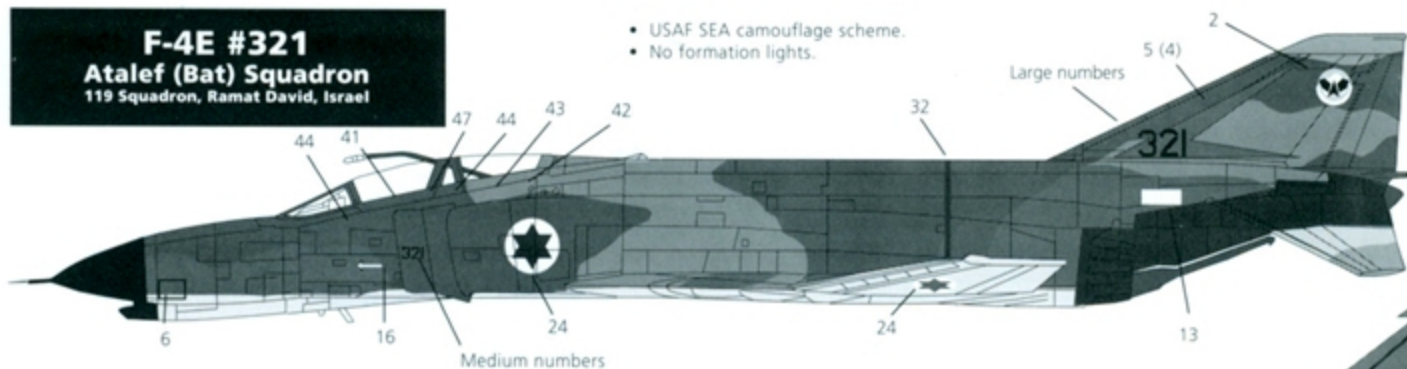 F-4E #321
Atalef (Bat) Squadron
119 Squadron, Ramat David, Israel
• USAF SEA camouflage scheme.
• No formation lights.
2
5 (4)
Large numbers
44
41
47
44
43
42
32
321
321
6
16
24
24
13
Medium numbers